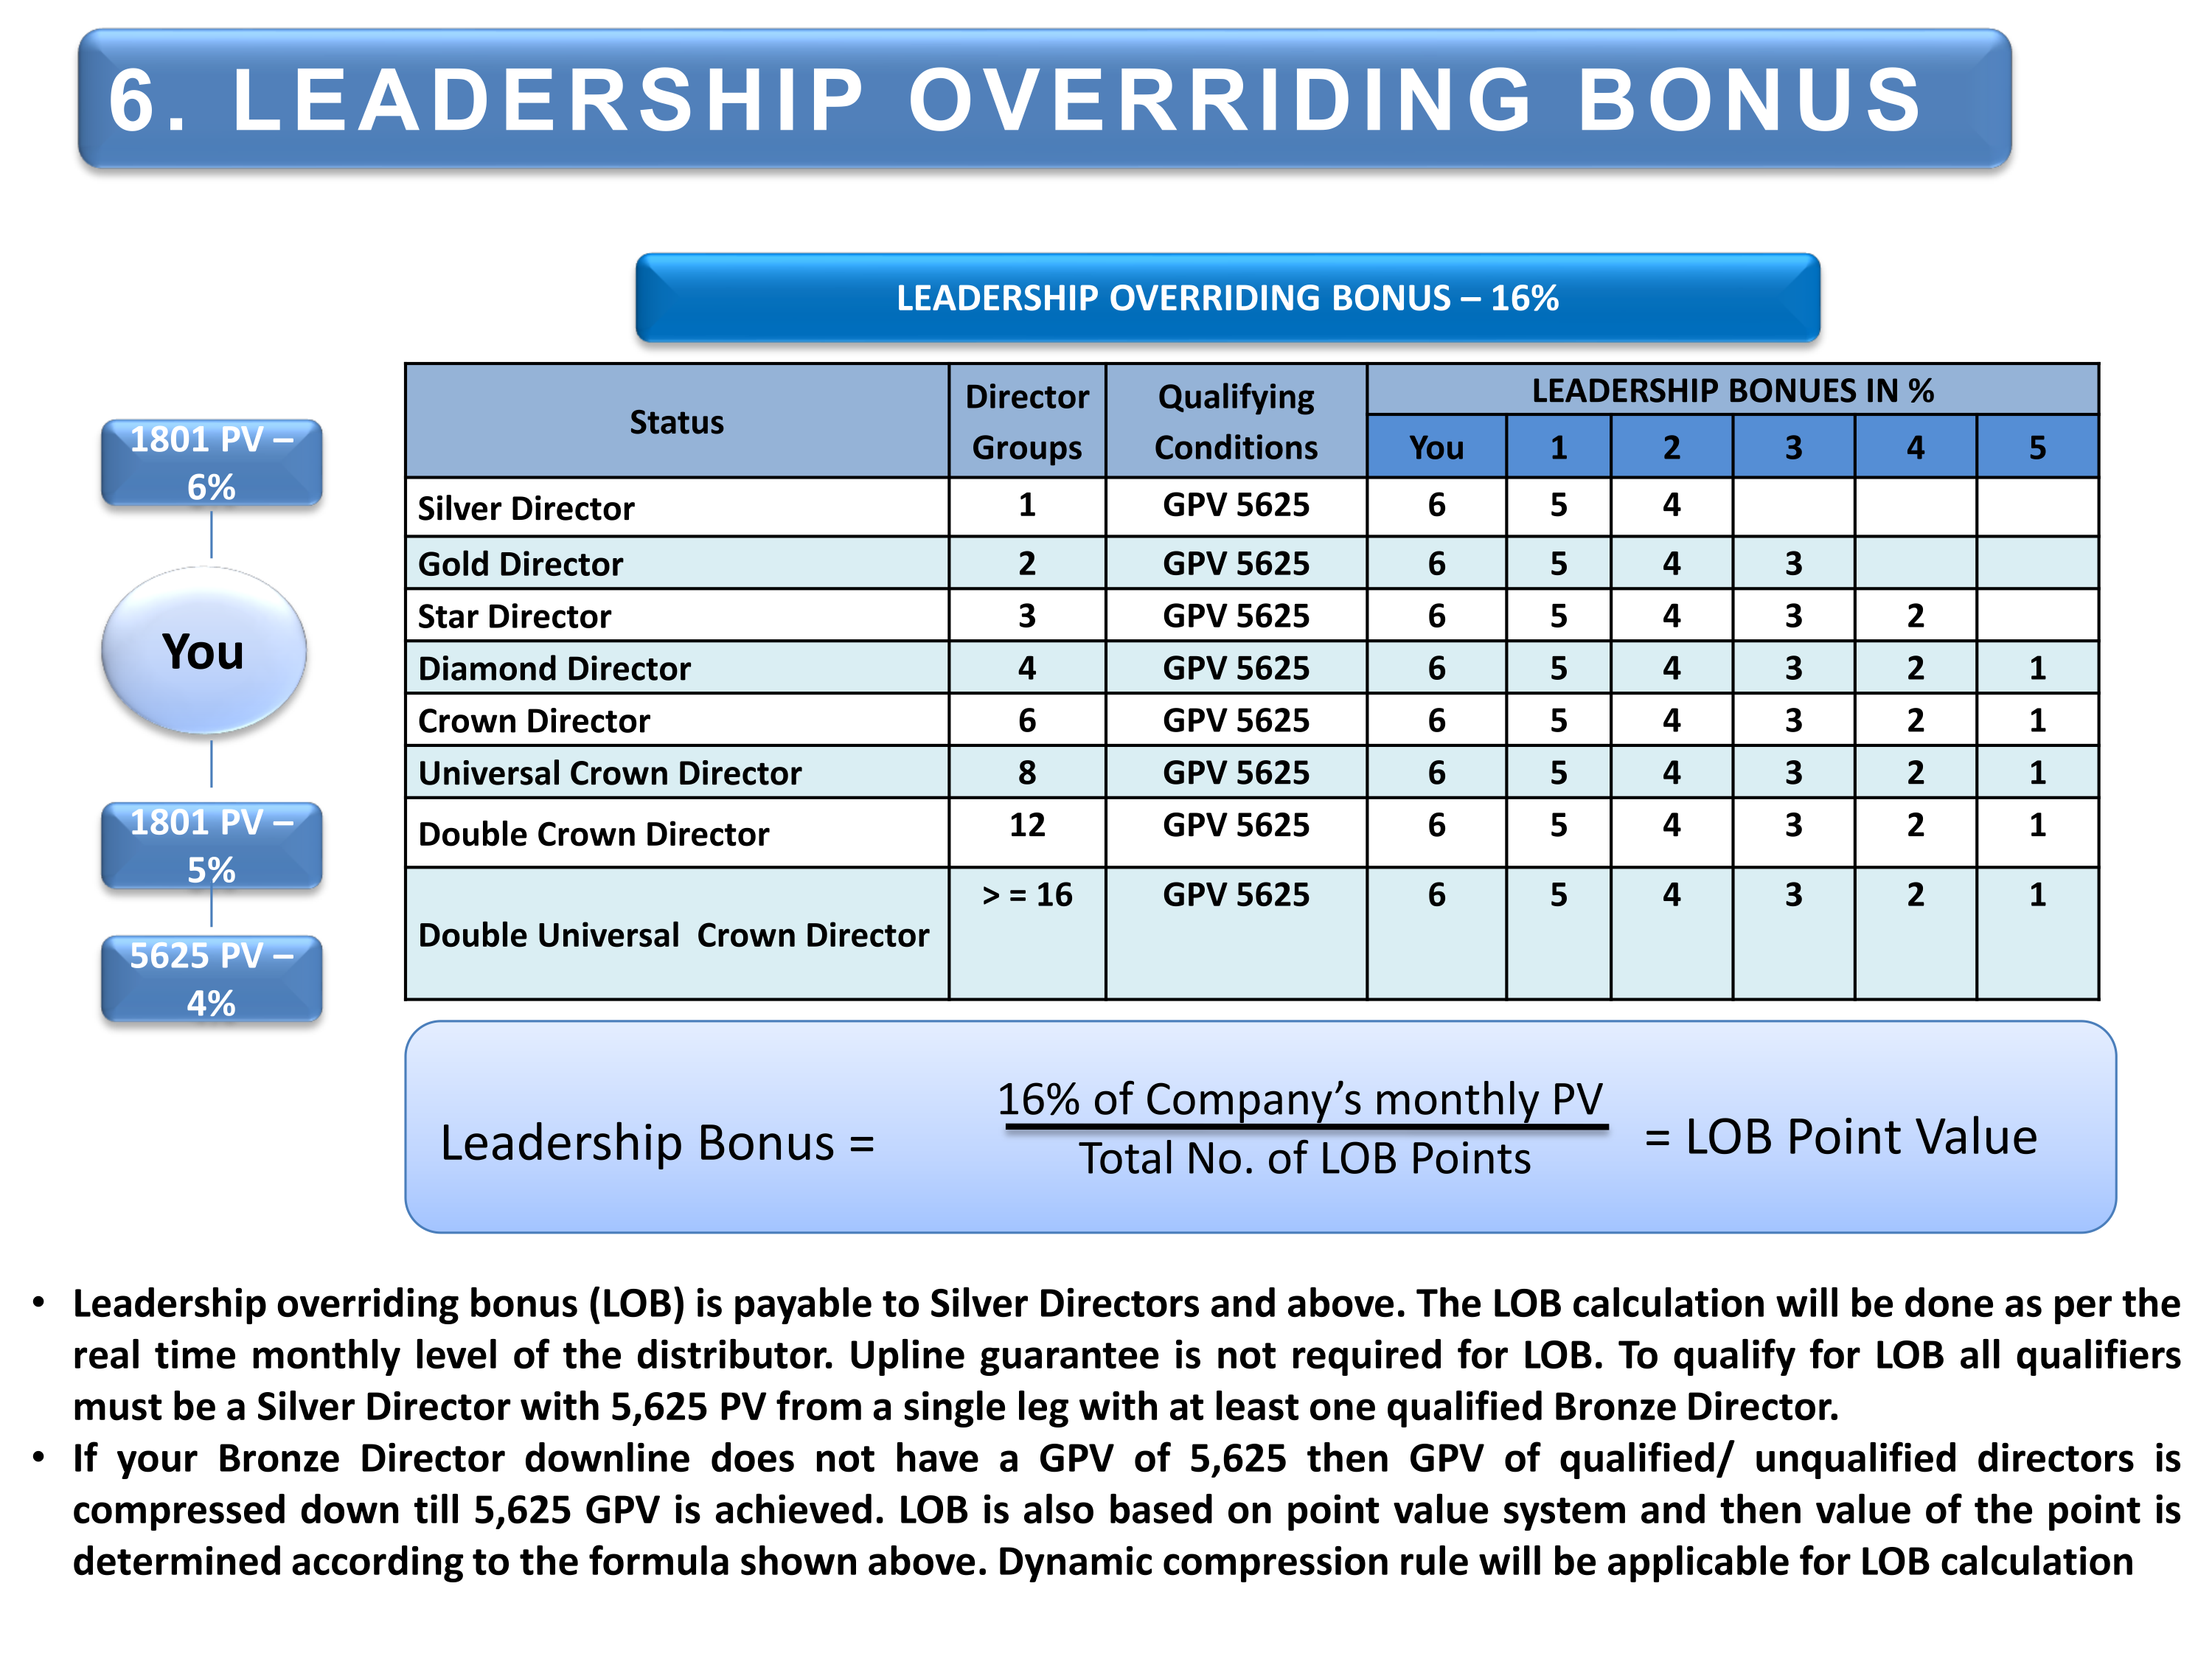 6. LEADERSHIP OVERRIDING BONUS
LEADERSHIP OVERRIDING BONUS – 16%
1801 PV –
6%
You
1801 PV –
5%
5625 PV –
4%
Status Director Groups Qualifying Conditions LEADERSHIP BONUES IN %
You 1 2 3 4 5
Silver Director 1 GPV 5625 6 5 4
Gold Director 2 GPV 5625 6 5 4 3
Star Director 3 GPV 5625 6 5 4 3 2
Diamond Director 4 GPV 5625 6 5 4 3 2 1
Crown Director 6 GPV 5625 6 5 4 3 2 1
Universal Crown Director 8 GPV 5625 6 5 4 3 2 1
Double Crown Director 12 GPV 5625 6 5 4 3 2 1
Double Universal Crown Director > = 16 GPV 5625 6 5 4 3 2 1
16% of Company’s monthly PV
Leadership Bonus = = LOB Point Value
Total No. of LOB Points
• Leadership overriding bonus (LOB) is payable to Silver Directors and above. The LOB calculation will be done as per the
real time monthly level of the distributor. Upline guarantee is not required for LOB. To qualify for LOB all qualifiers
must be a Silver Director with 5,625 PV from a single leg with at least one qualified Bronze Director.
• If your Bronze Director downline does not have a GPV of 5,625 then GPV of qualified/ unqualified directors is
compressed down till 5,625 GPV is achieved. LOB is also based on point value system and then value of the point is
determined according to the formula shown above. Dynamic compression rule will be applicable for LOB calculation